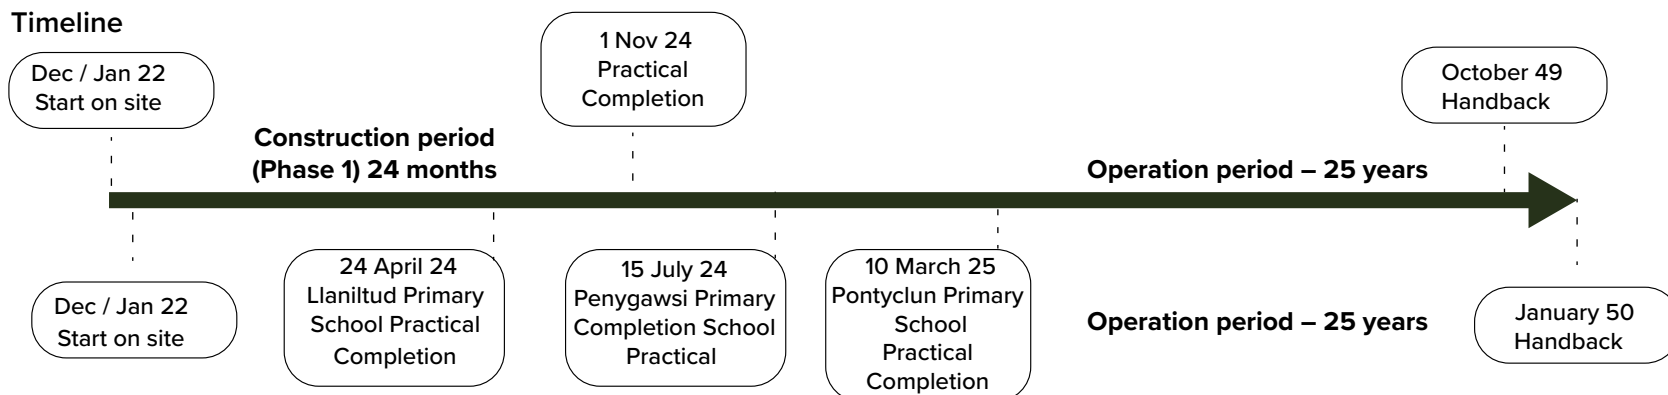 Timeline
Dec / Jan 22
Start on site
1 Nov 24
Practical
Completion
October 49
Handback
Construction period
(Phase 1) 24 months
Operation period – 25 years
Dec / Jan 22
Start on site
24 April 24
Llaniltud Primary
School Practical
Completion
15 July 24
Penygawsi Primary
Completion School
Practical
10 March 25
Pontyclun Primary
School
Practical
Completion
Operation period – 25 years
January 50
Handback